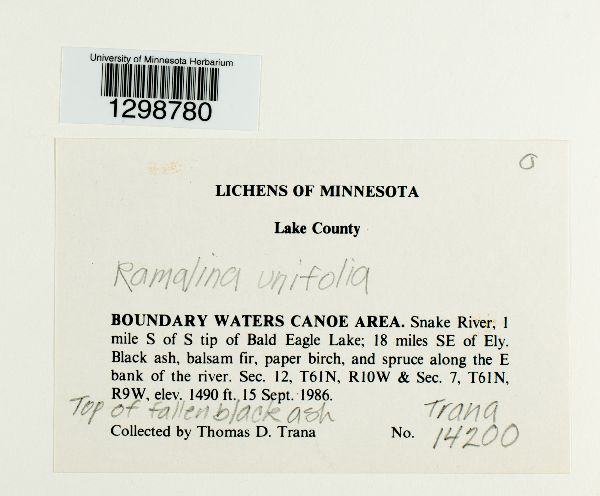 University of Minnesota Herbarium
1298780
O
LICHENS OF MINNESOTA
Lake County
Ramalina unifolia
BOUNDARY WATERS CANOE AREA. Snake River, 1
mile S of S tip of Bald Eagle Lake; 18 miles SE of Ely.
Black ash, balsam fir, paper birch, and spruce along the E
bank of the river. Sec. 12, T61N, R10W & Sec. 7, T61N,
R9W, elev. 1490 ft. 15 Sept. 1986.
Top of fallen black ash
Trana
Collected by Thomas D. Trana No. 14200